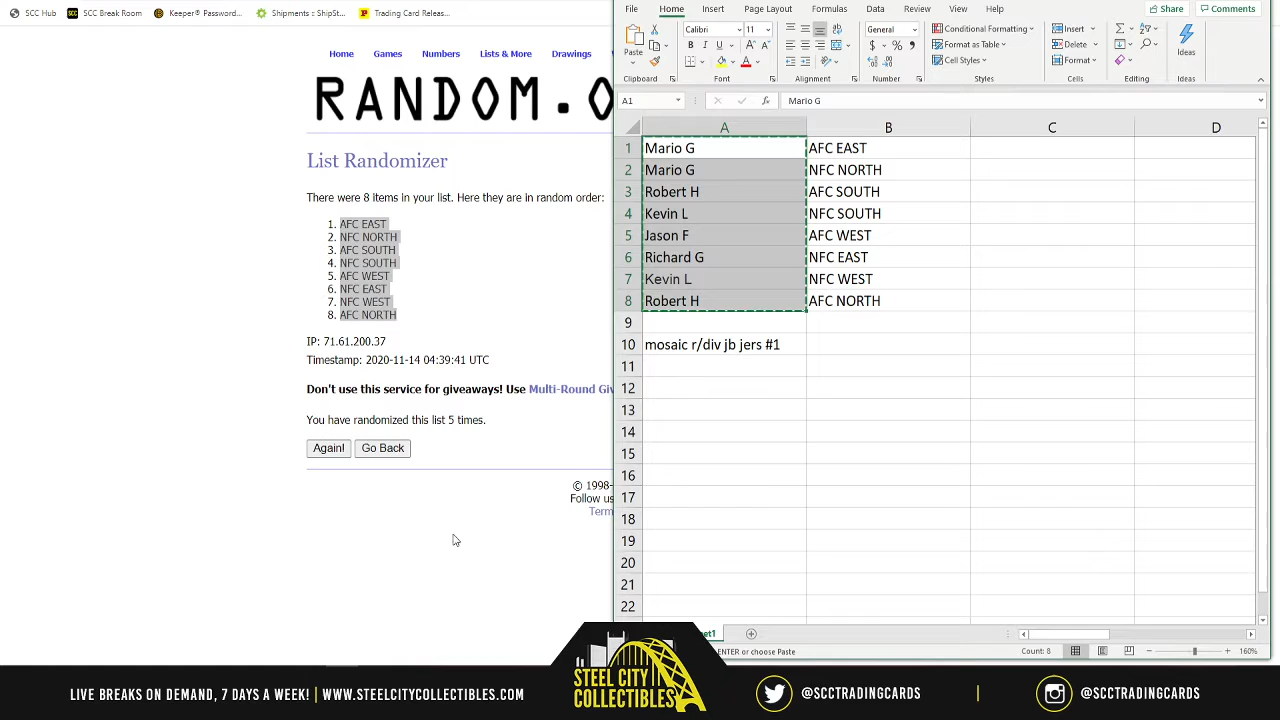 SCC Hub
SCC Break Room
Keeper® Password...
Shipments :: ShipSt...
Trading Card Releas...
Home Games Numbers Lists & More Drawings
RANDOM.O
List Randomizer
There were 8 items in your list. Here they are in random order:
1. AFC EAST
2. NFC NORTH
3. AFC SOUTH
4. NFC SOUTH
5. AFC WEST
6. NFC EAST
7. NFC WEST
8. AFC NORTH
IP: 71.61.200.37
Timestamp: 2020-11-14 04:39:41 UTC
Don't use this service for giveaways! Use Multi-Round Giv
You have randomized this list 5 times.
Again! Go Back
© 1998-
Follow us
Term
File Home Insert Page Layout Formulas Data Review View Help Share Comments
Paste
Calibri 11
B I U A A
General
$ % 9
Conditional Formatting
Format as Table
Cell Styles
Insert
Delete
Format
Ideas
Clipboard Font Alignment Number Styles Cells Editing Ideas
A1 fx Mario G
A B C D
1 Mario G AFC EAST
2 Mario G NFC NORTH
3 Robert H AFC SOUTH
4 Kevin L NFC SOUTH
5 Jason F AFC WEST
6 Richard G NFC EAST
7 Kevin L NFC WEST
8 Robert H AFC NORTH
9
10 mosaic r/div jb jers #1
11
12
13
14
15
16
17
18
19
20
21
22
et1
ENTER or choose Paste Count: 8 160%
LIVE BREAKS ON DEMAND, 7 DAYS A WEEK! | WWW.STEELCITYCOLLECTIBLES.COM
STEEL CITY
COLLECTIBLES
@SCCTRADINGCARDS | @SCCTRADINGCARDS